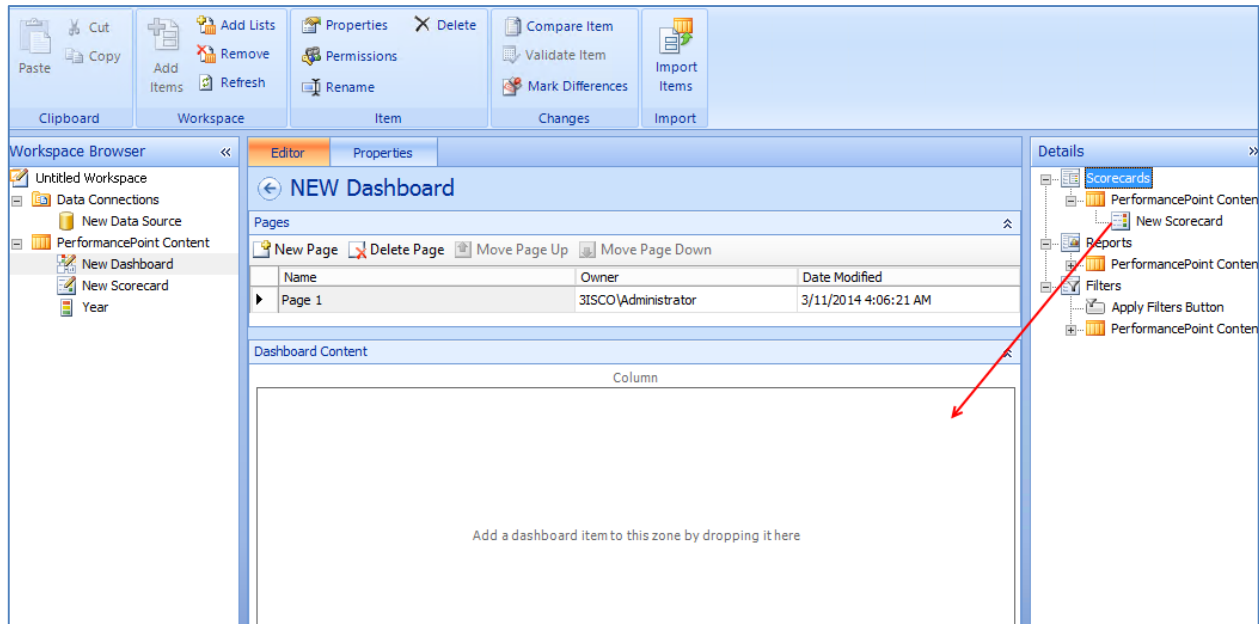 Cut
Copy
Paste
Clipboard
Add Items
Add Lists
Remove
Refresh
Workspace
Properties
Delete
Permissions
Rename
Item
Compare Item
Validate Item
Mark Differences
Changes
Import Items
Import
Workspace Browser «
Untitled Workspace
Data Connections
New Data Source
PerformancePoint Content
New Dashboard
New Scorecard
Year
Editor Properties
NEW Dashboard
Pages
New Page Delete Page Move Page Up Move Page Down
Name Owner Date Modified
Page 1 3ISCO\Administrator 3/11/2014 4:06:21 AM
Dashboard Content
Column
Add a dashboard item to this zone by dropping it here
Details »
Scorecards
PerformancePoint Conten
New Scorecard
Reports
PerformancePoint Conten
Filters
Apply Filters Button
PerformancePoint Conten